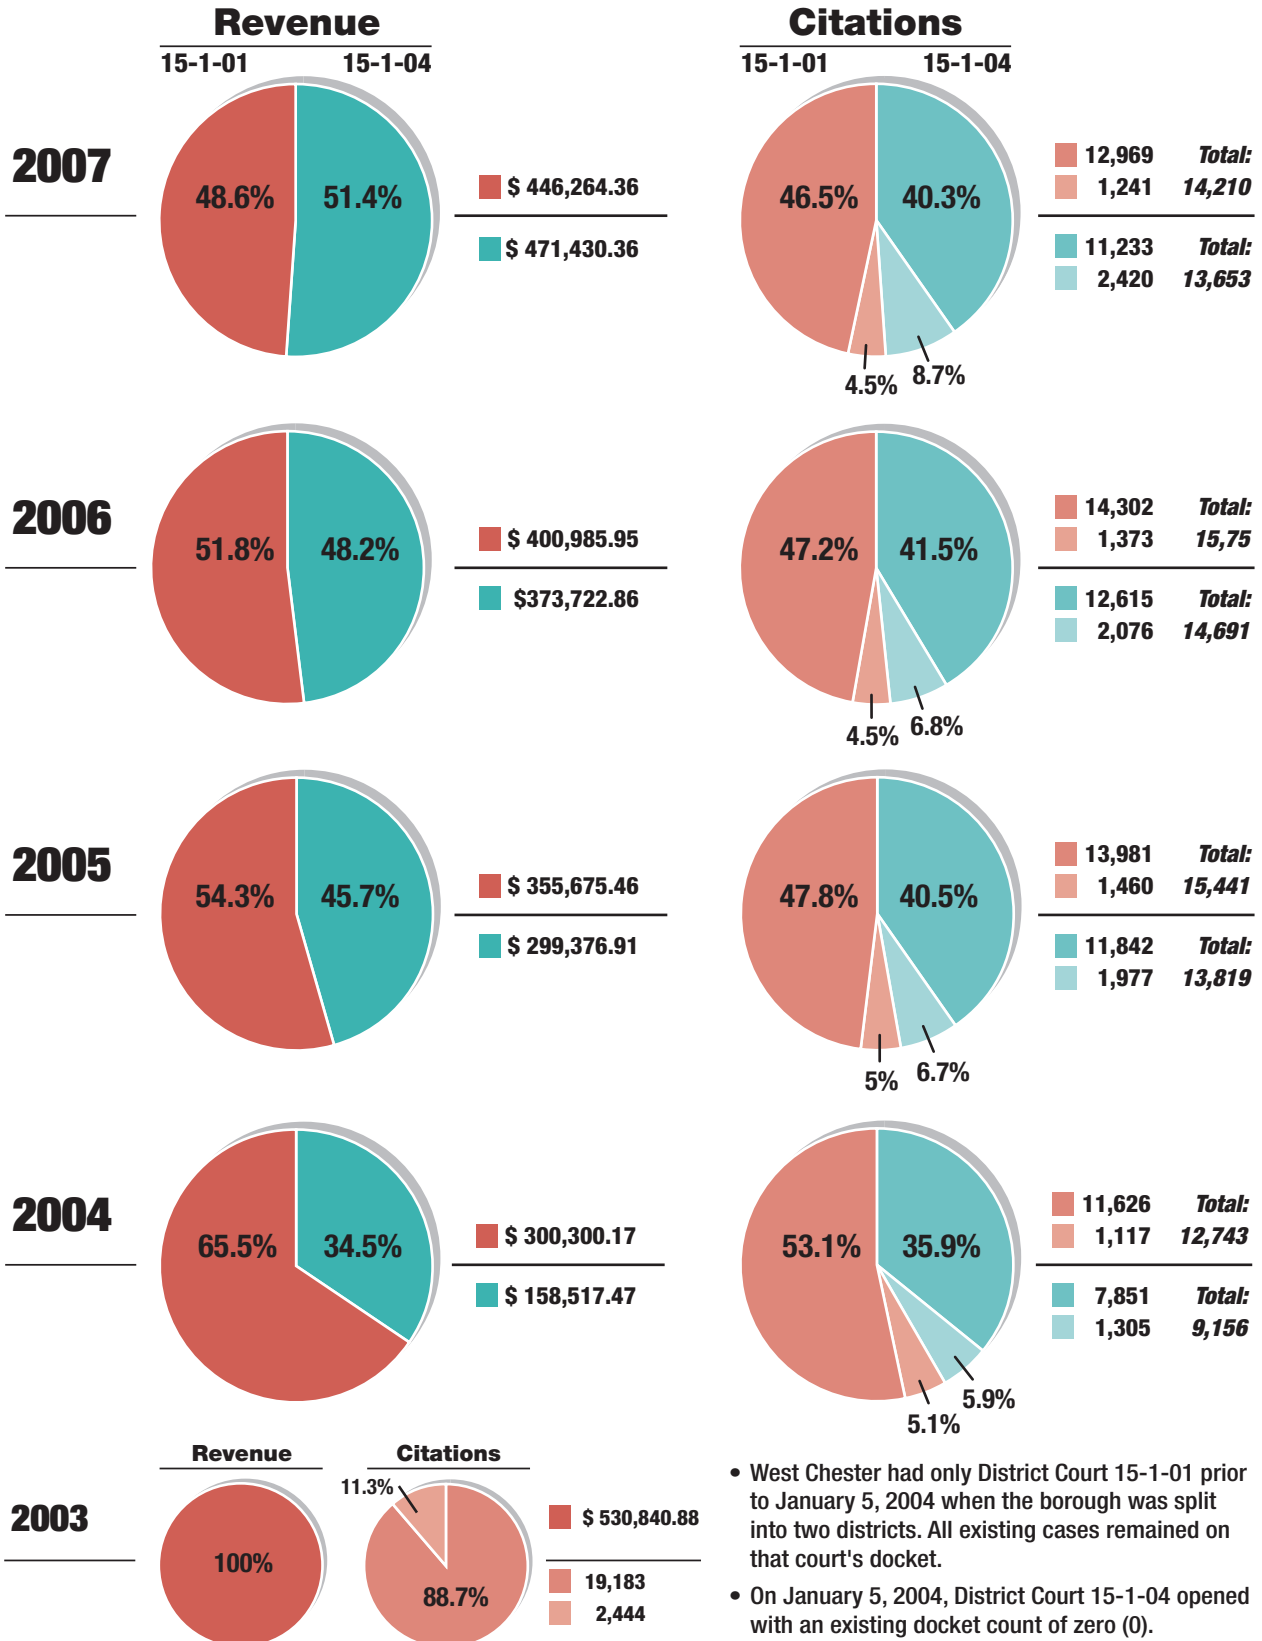 Revenue
Citations
15-1-01 15-1-04
15-1-01 15-1-04
2007
48.6% 51.4%
$ 446,264.36
$ 471,430.36
46.5% 40.3%
4.5% 8.7%
12,969 Total:
1,241 14,210
11,233 Total:
2,420 13,653
2006
51.8% 48.2%
$ 400,985.95
$373,722.86
47.2% 41.5%
4.5% 6.8%
14,302 Total:
1,373 15,75
12,615 Total:
2,076 14,691
2005
54.3% 45.7%
$ 355,675.46
$ 299,376.91
47.8% 40.5%
5% 6.7%
13,981 Total:
1,460 15,441
11,842 Total:
1,977 13,819
2004
65.5% 34.5%
$ 300,300.17
$ 158,517.47
53.1% 35.9%
5.1% 5.9%
11,626 Total:
1,117 12,743
7,851 Total:
1,305 9,156
Revenue
Citations
2003
100%
11.3%
88.7%
$ 530,840.88
19,183
2,444
• West Chester had only District Court 15-1-01 prior
to January 5, 2004 when the borough was split
into two districts. All existing cases remained on
that court's docket.
• On January 5, 2004, District Court 15-1-04 opened
with an existing docket count of zero (0).